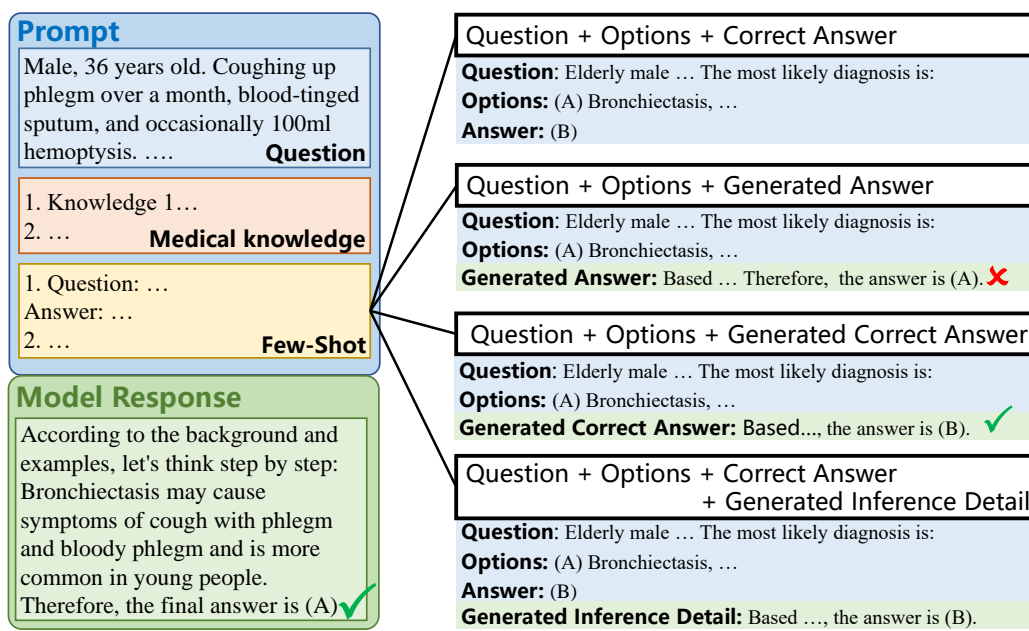 Prompt
Male, 36 years old. Coughing up
phlegm over a month, blood-tinged
sputum, and occasionally 100ml
hemoptysis. ….
Question
1. Knowledge 1…
2. …
Medical knowledge
1. Question: …
Answer: …
2. …
Few-Shot
Model Response
According to the background and
examples, let's think step by step:
Bronchiectasis may cause
symptoms of cough with phlegm
and bloody phlegm and is more
common in young people.
Therefore, the final answer is (A)
Question + Options + Correct Answer
Question: Elderly male … The most likely diagnosis is:
Options: (A) Bronchiectasis, …
Answer: (B)
Question + Options + Generated Answer
Question: Elderly male … The most likely diagnosis is:
Options: (A) Bronchiectasis, …
Generated Answer: Based … Therefore, the answer is (A).
Question + Options + Generated Correct Answer
Question: Elderly male … The most likely diagnosis is:
Options: (A) Bronchiectasis, …
Generated Correct Answer: Based..., the answer is (B).
Question + Options + Correct Answer
+ Generated Inference Detail
Question: Elderly male … The most likely diagnosis is:
Options: (A) Bronchiectasis, …
Answer: (B)
Generated Inference Detail: Based …, the answer is (B).